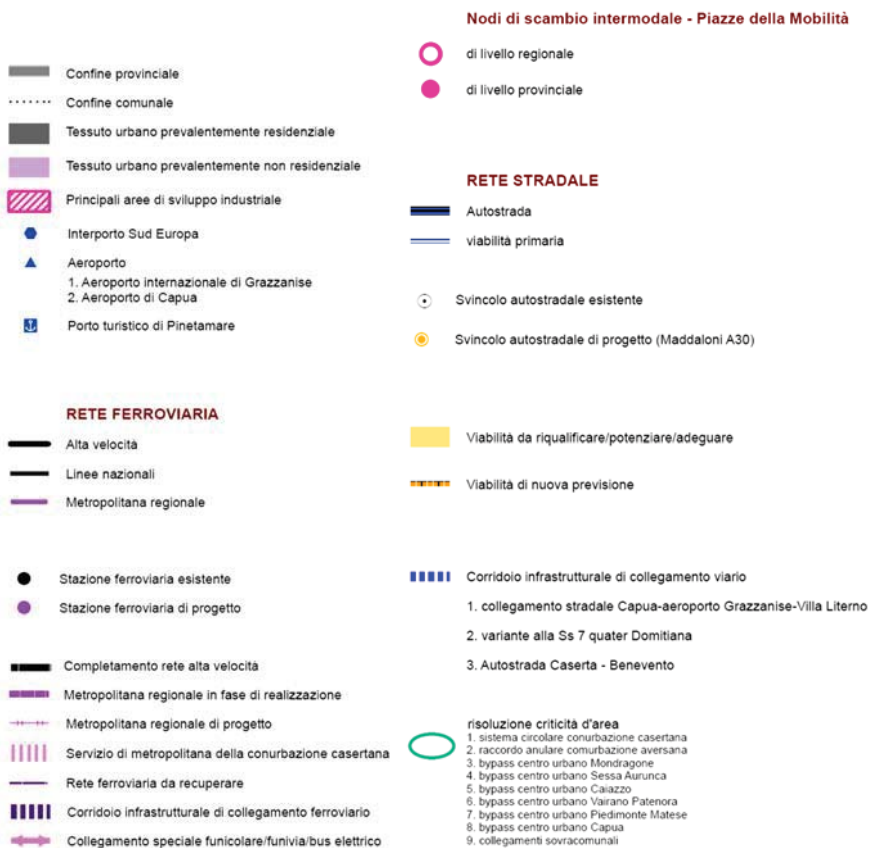 Confine provinciale
Confine comunale
Tessuto urbano prevalentemente residenziale
Tessuto urbano prevalentemente non residenziale
Principali aree di sviluppo industriale
Interporto Sud Europa
Aeroporto
1. Aeroporto internazionale di Grazzanise
2. Aeroporto di Capua
Porto turistico di Pinetamare
RETE FERROVIARIA
Alta velocità
Linee nazionali
Metropolitana regionale
Stazione ferroviaria esistente
Stazione ferroviaria di progetto
Completamento rete alta velocità
Metropolitana regionale in fase di realizzazione
Metropolitana regionale di progetto
Servizio di metropolitana della conurbazione casertana
Rete ferroviaria da recuperare
Corridoio infrastrutturale di collegamento ferroviario
Collegamento speciale funicolare/funivia/bus elettrico
Nodi di scambio intermodale - Piazze della Mobilità
di livello regionale
di livello provinciale
RETE STRADALE
Autostrada
viabilità primaria
Svincolo autostradale esistente
Svincolo autostradale di progetto (Maddaloni A30)
Viabilità da riqualificare/potenziare/adeguare
Viabilità di nuova previsione
Corridoio infrastrutturale di collegamento viario
1. collegamento stradale Capua-aeroporto Grazzanise-Villa Literno
2. variante alla Ss 7 quater Domitiana
3. Autostrada Caserta - Benevento
risoluzione criticità d'area
1. sistema circolare conurbazione casertana
2. raccordo anulare comurbazione aversana
3. bypass centro urbano Mondragone
4. bypass centro urbano Sessa Aurunca
5. bypass centro urbano Caiazzo
6. bypass centro urbano Vairano Patenora
7. bypass centro urbano Piedimonte Matese
8. bypass centro urbano Capua
9. collegamenti sovracomunali